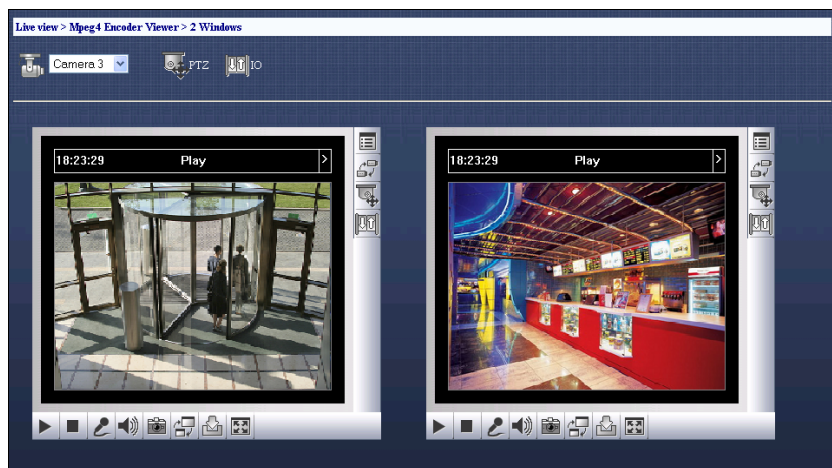 Live view > Mpeg4 Encoder Viewer > 2 Windows
Camera 3
PTZ
IO
18:23:29 Play >
18:23:29 Play >